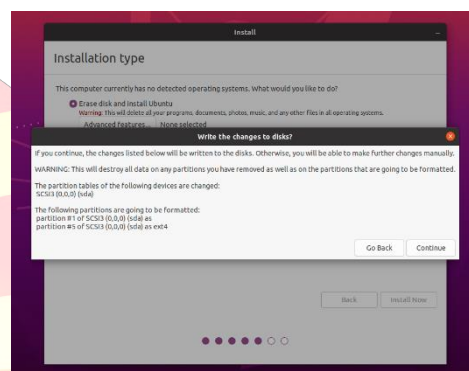 Install
Installation type
This computer currently has no detected operating systems. What would you like to do?
Erase disk and install Ubuntu
Warning: This will delete all your programs, documents, photos, music, and any other files in all operating systems.
Advanced features... None selected
Write the changes to disks?
If you continue, the changes listed below will be written to the disks. Otherwise, you will be able to make further changes manually.
WARNING: This will destroy all data on any partitions you have removed as well as on the partitions that are going to be formatted.
The partition tables of the following devices are changed:
SCSI3 (0,0,0) (sda)
The following partitions are going to be formatted:
partition #1 of SCSI3 (0,0,0) (sda) as
partition #5 of SCSI3 (0,0,0) (sda) as ext4
Go Back Continue
Back Install Now